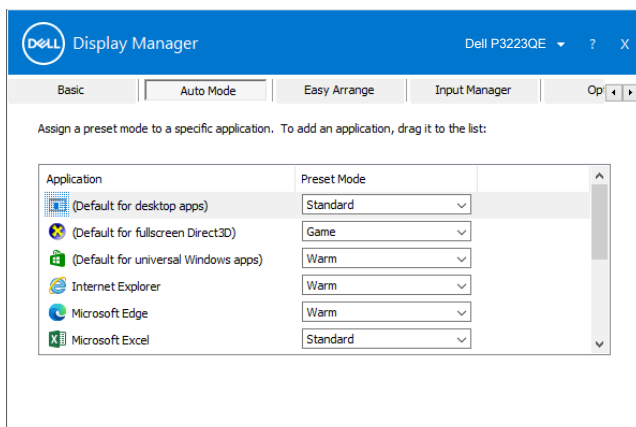 DELL Display Manager Dell P3223QE ? X
Basic Auto Mode Easy Arrange Input Manager Op
Assign a preset mode to a specific application. To add an application, drag it to the list:
Application Preset Mode
(Default for desktop apps) Standard
(Default for fullscreen Direct3D) Game
(Default for universal Windows apps) Warm
Internet Explorer Warm
Microsoft Edge Warm
Microsoft Excel Standard